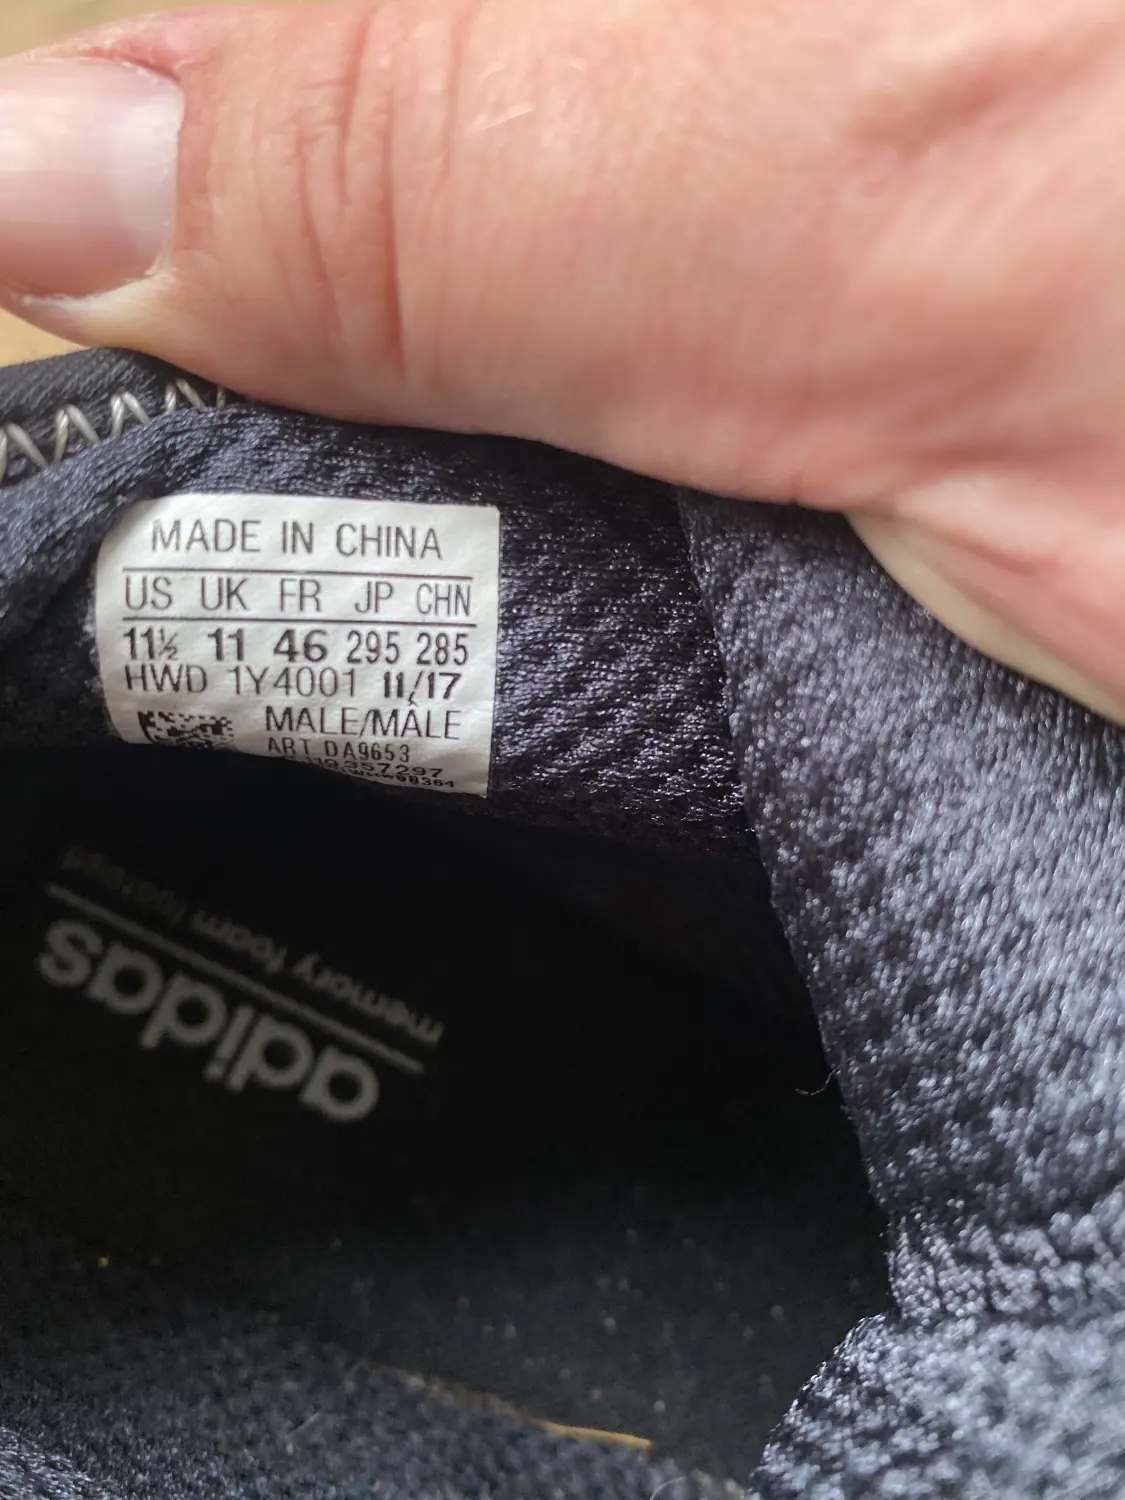 MADE IN CHINA
US UK FR JP CHN
11½ 11 46 295 285
HWD 1Y4001 11/17
MALE/MÂLE
ART DA9653
adidas
memory foam